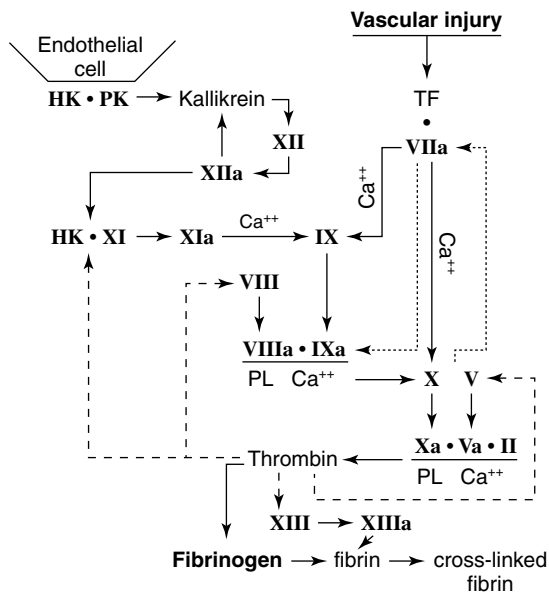 Vascular injury
Endothelial
cell
HK • PK
Kallikrein
TF
•
XII
VIIa
XIIa
Ca++
HK • XI
XIa
Ca++
IX
Ca++
VIII
VIIIa • IXa
PL Ca++
X
V
Xa • Va • II
PL Ca++
Thrombin
XIII
XIIIa
Fibrinogen
fibrin
cross-linked
fibrin